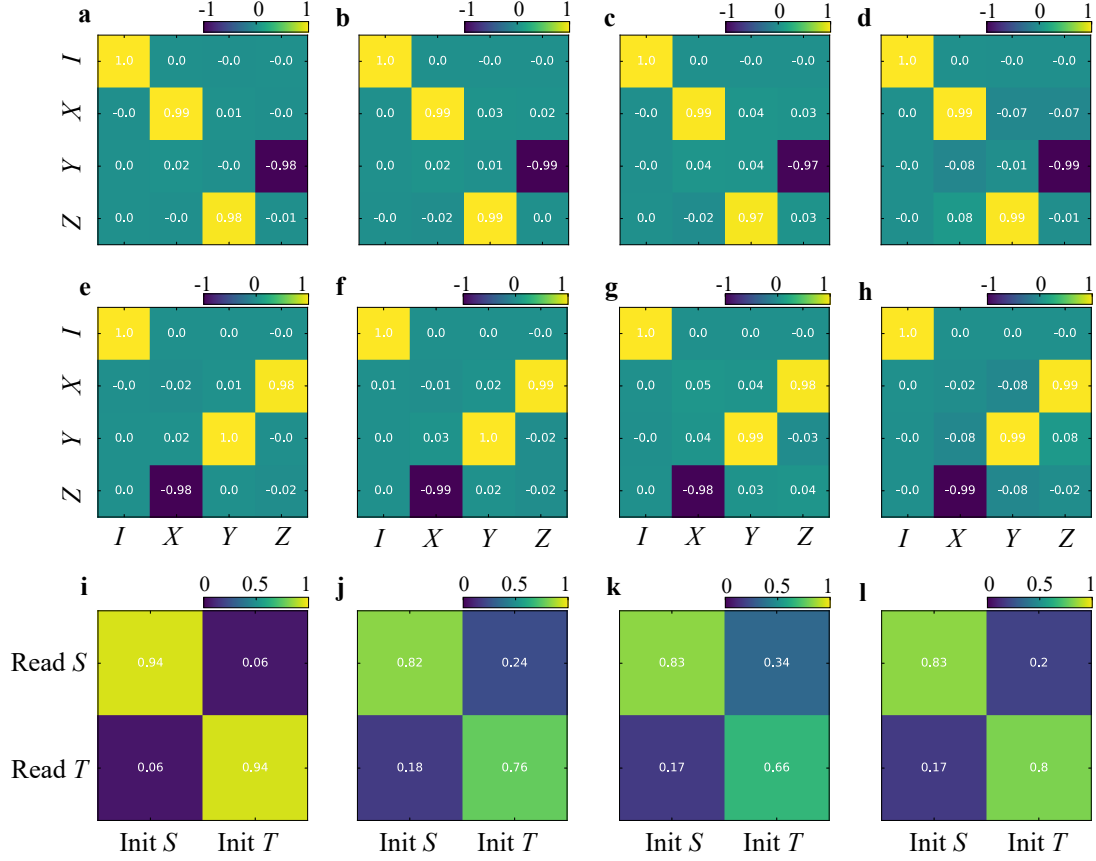 a -1 0 1 b -1 0 1 c -1 0 1 d -1 0 1
I 1.0 0.0 -0.0 -0.0 1.0 0.0 -0.0 -0.0 1.0 0.0 -0.0 0.0 1.0 -0.0 -0.0 -0.0
X -0.0 0.99 0.01 -0.0 0.0 0.99 0.03 0.02 -0.0 0.99 0.04 0.03 -0.0 0.99 -0.07 -0.07
Y 0.0 0.02 -0.0 -0.98 0.0 0.02 0.01 -0.99 -0.0 0.04 0.04 -0.97 0.0 -0.08 -0.01 -0.99
Z 0.0 -0.0 0.98 -0.01 -0.0 -0.02 0.99 0.0 0.0 -0.02 0.97 0.03 -0.0 0.08 0.99 -0.01
e -1 0 1 f -1 0 1 g -1 0 1 h -1 0 1
I 1.0 0.0 0.0 -0.0 1.0 0.0 0.0 -0.0 1.0 0.0 0.0 -0.0 1.0 0.0 -0.0 -0.0
X -0.0 -0.02 0.01 0.98 0.01 -0.01 0.02 0.99 0.0 0.05 0.04 0.98 0.0 -0.02 -0.08 0.99
Y 0.0 0.02 1.0 -0.0 0.0 0.03 1.0 -0.02 -0.0 0.04 0.99 -0.03 -0.0 -0.08 0.99 0.08
Z 0.0 -0.98 0.0 -0.02 0.0 -0.99 0.02 -0.02 0.0 -0.98 0.03 0.04 -0.0 -0.99 -0.08 -0.02
I X Y Z I X Y Z I X Y Z I X Y Z
i 0 0.5 1 j 0 0.5 1 k 0 0.5 1 l 0 0.5 1
Read S 0.94 0.06 0.82 0.24 0.83 0.34 0.83 0.2
Read T 0.06 0.94 0.18 0.76 0.17 0.66 0.17 0.8
Init S Init T Init S Init T Init S Init T Init S Init T